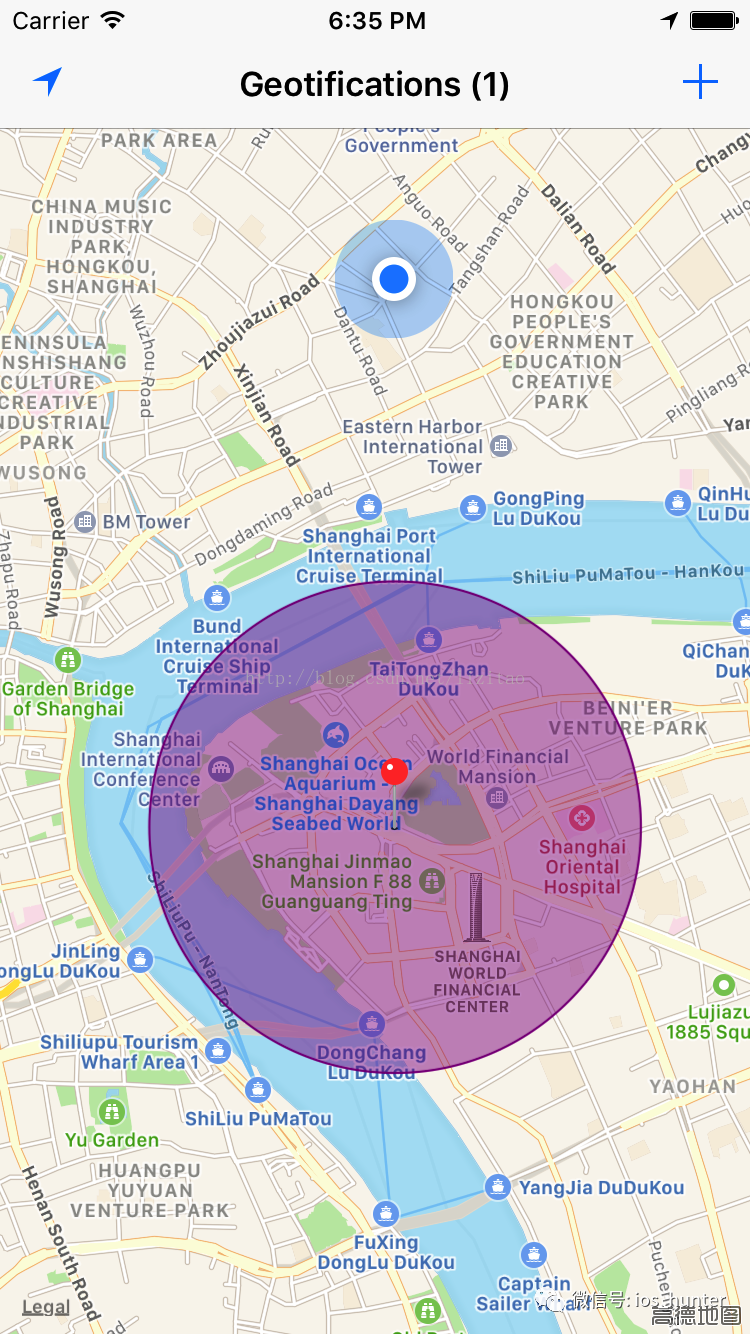 Carrier
6:35 PM
Geotifications (1)
PARK AREA
People's
Government
Changy
CHINA MUSIC
INDUSTRY
PARK,
HONGKOU,
SHANGHAI
Anguo Road
Tangshan Road
Dalian Road
Zhoujiazui Road
Wuzhou Road
Dantu Road
HONGKOU
PEOPLE'S
GOVERNMENT
EDUCATION
CREATIVE
PARK
ENINSULA
NSHISHANG
CULTURE
CREATIVE
NDUSTRIAL
PARK
Xinjian Road
Pingliang Ro
WUSONG
Eastern Harbor
International
Tower
Yan
Wusong Road
BM Tower
Dongdaming Road
GongPing
Lu DuKou
QinHu
Lu Du
Zhapu Road
Shanghai Port
International
Cruise Terminal
ShiLiu PuMaTou - HanKou
Bund
International
Cruise Ship
Terminal
TaiTongZhan
DuKou
QiChan
DuK
http://blog.csdn.net/lizitao
Garden Bridge
of Shanghai
BEINI'ER
VENTURE PARK
Shanghai
International
Conference
Center
Shanghai Ocean
Aquarium -
Shanghai Dayang
Seabed World
World Financial
Mansion
Shanghai
Oriental
Hospital
Shanghai Jinmao
Mansion F 88
Guanguang Ting
ShiLiuPu - NanTong
SHANGHAI
WORLD
FINANCIAL
CENTER
JinLing
ongLu DuKou
Lujiazu
1885 Squ
Shiliupu Tourism
Wharf Area 1
DongChang
Lu DuKou
YAOHAN
ShiLiu PuMaTou
Yu Garden
HUANGPU
YUYUAN
VENTURE PARK
YangJia DuDuKou
Henan South Road
FuXing
DongLu DuKou
Captain
Sailer Wharf
Legal
微信号: ios_hunter
高德地图